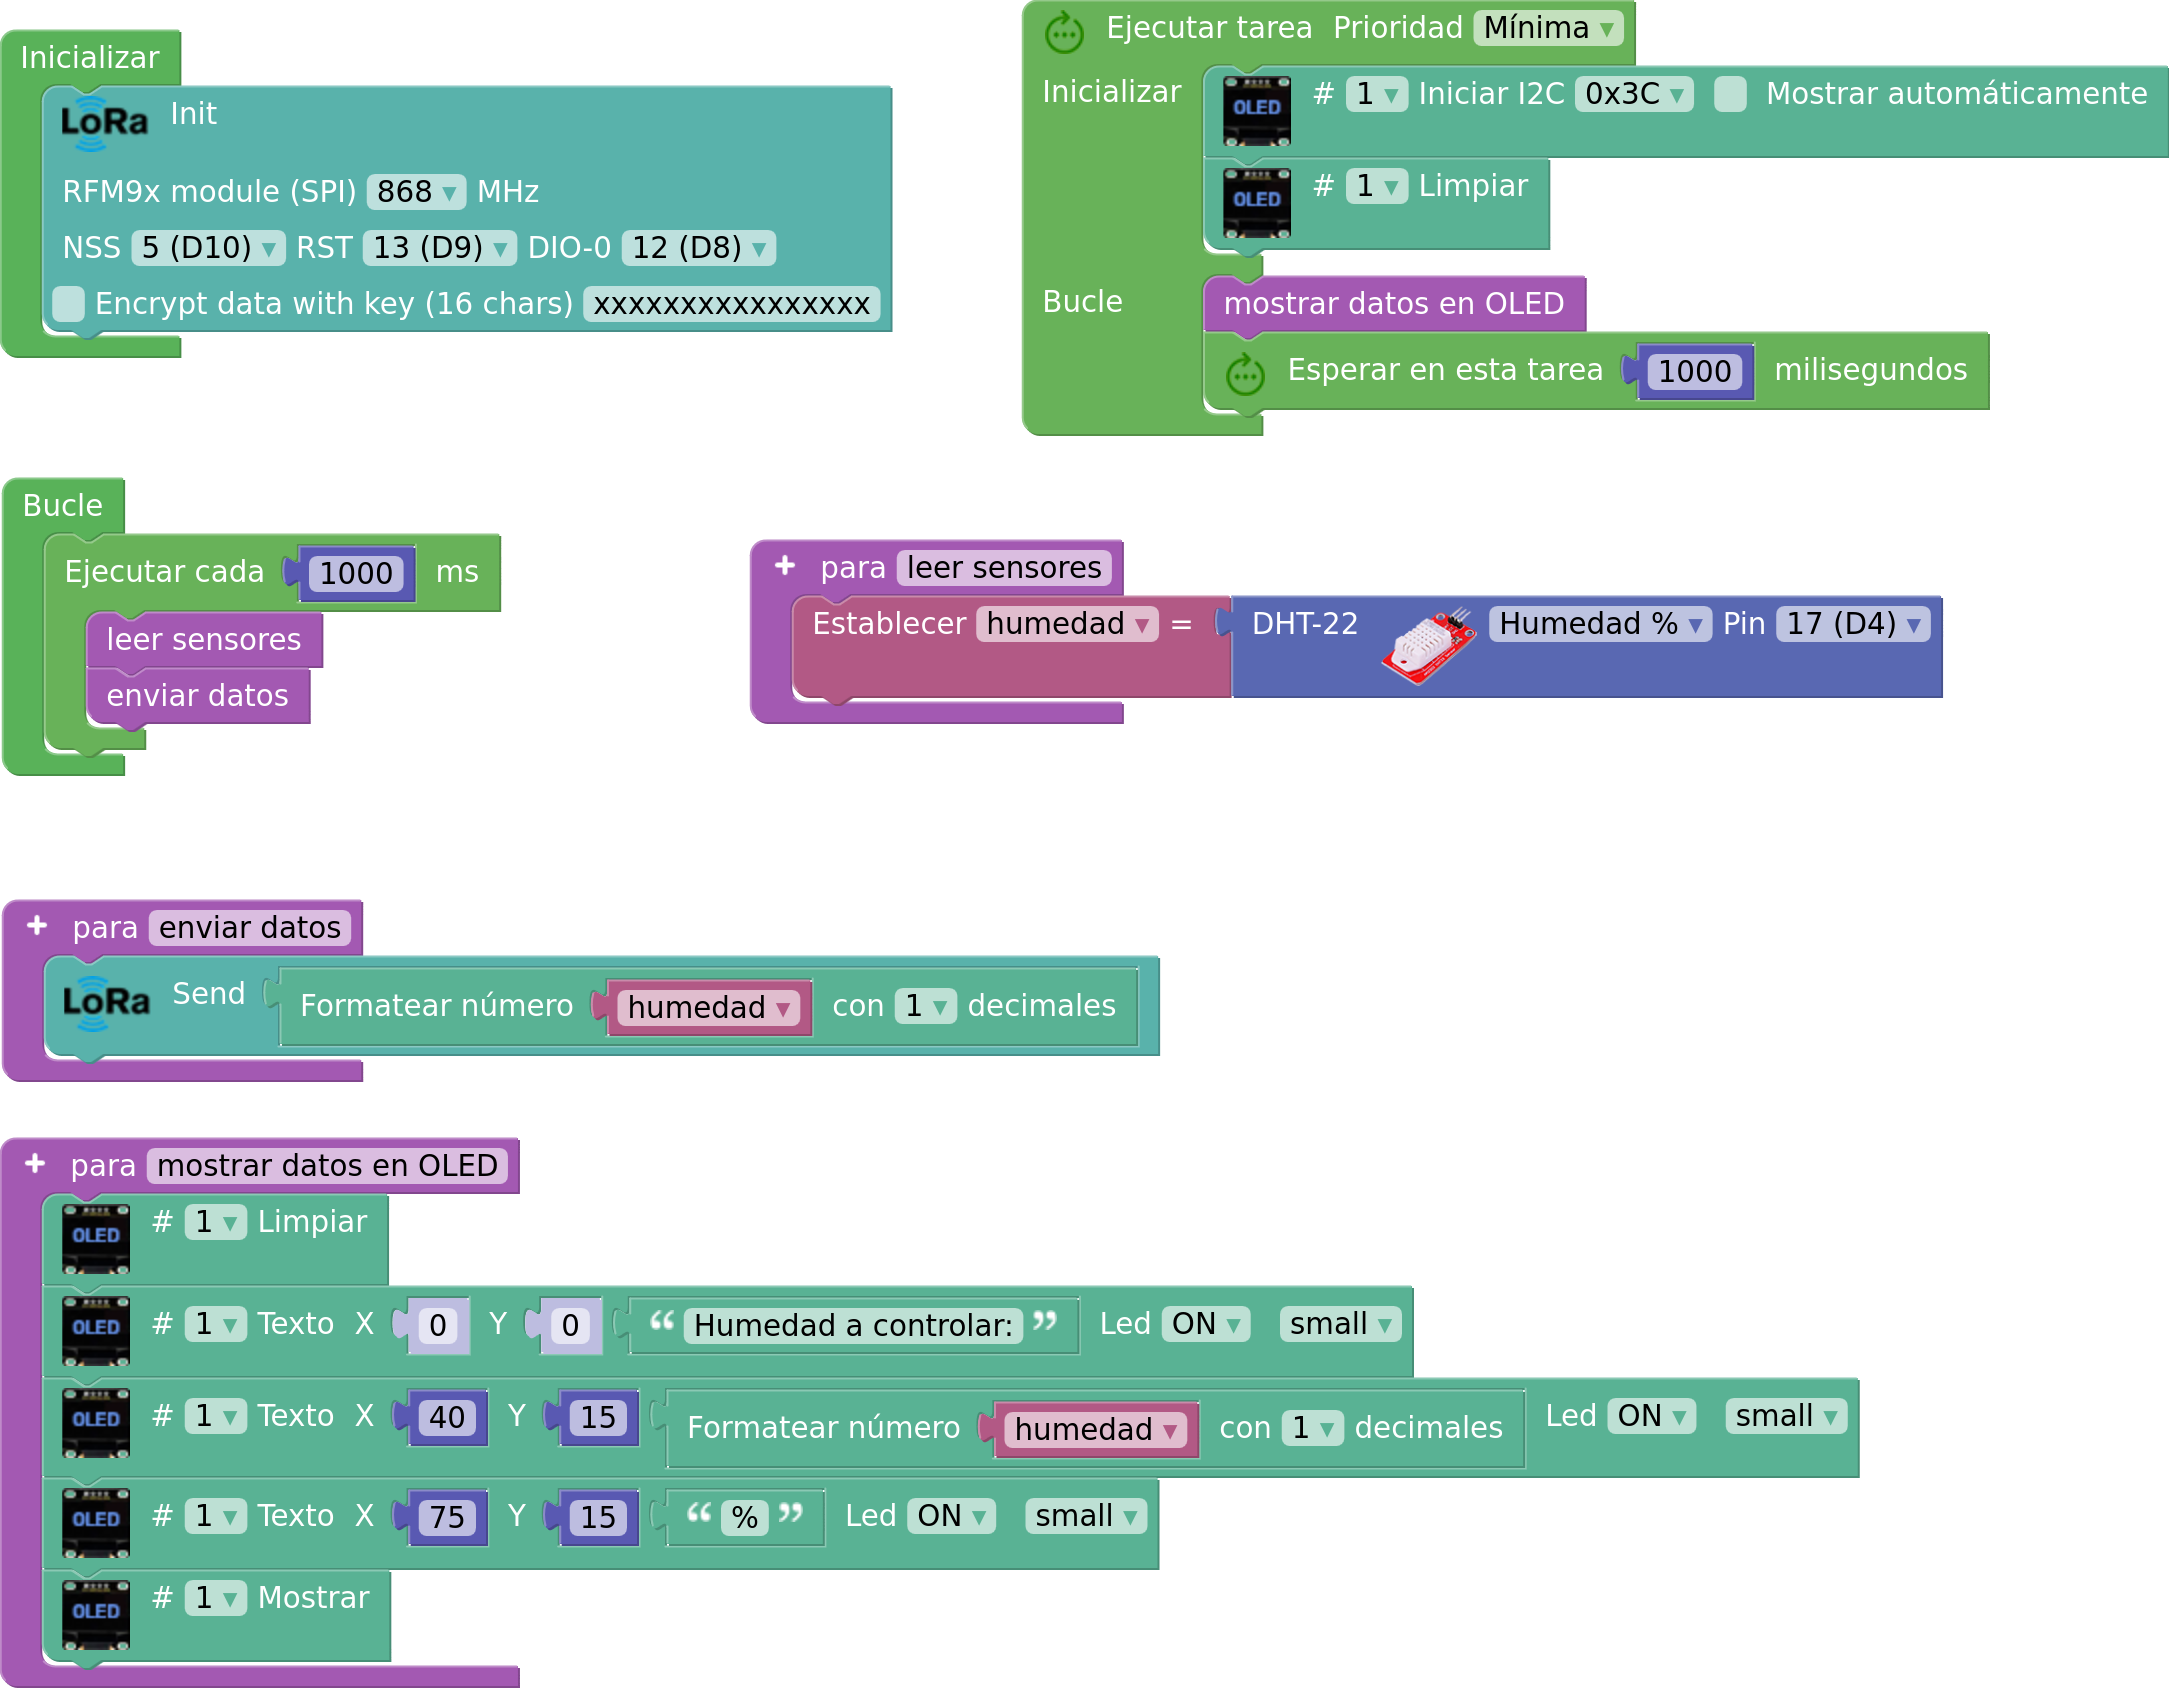 Inicializar
LoRa Init
RFM9x module (SPI) 868 ▼ MHz
NSS 5 (D10) ▼ RST 13 (D9) ▼ DIO-0 12 (D8) ▼
Encrypt data with key (16 chars) xxxxxxxxxxxxxxxx
Ejecutar tarea Prioridad Mínima ▼
Inicializar OLED # 1 ▼ Iniciar I2C 0x3C ▼ Mostrar automáticamente
OLED # 1 ▼ Limpiar
Bucle mostrar datos en OLED
Esperar en esta tarea 1000 milisegundos
Bucle
Ejecutar cada 1000 ms
leer sensores
enviar datos
+ para leer sensores
Establecer humedad ▼ = DHT-22 Humedad % ▼ Pin 17 (D4) ▼
+ para enviar datos
LoRa Send Formatear número humedad ▼ con 1 ▼ decimales
+ para mostrar datos en OLED
OLED # 1 ▼ Limpiar
OLED # 1 ▼ Texto X 0 Y 0 “ Humedad a controlar: ” Led ON ▼ small ▼
OLED # 1 ▼ Texto X 40 Y 15 Formatear número humedad ▼ con 1 ▼ decimales Led ON ▼ small ▼
OLED # 1 ▼ Texto X 75 Y 15 “ % ” Led ON ▼ small ▼
OLED # 1 ▼ Mostrar